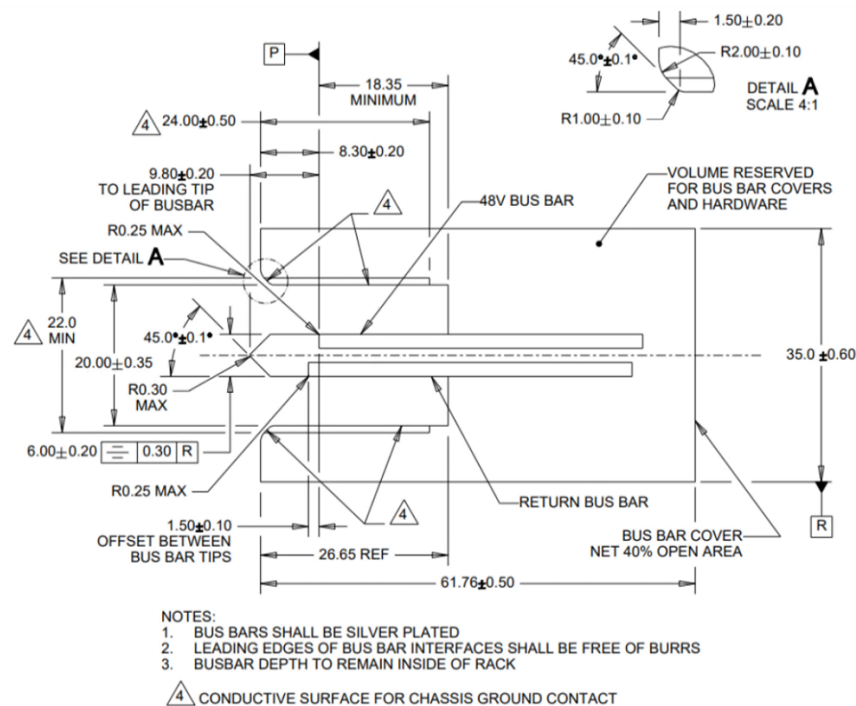 1.50±0.20
P
45.0°±0.1°
R2.00±0.10
18.35
MINIMUM
DETAIL A
SCALE 4:1
4 24.00±0.50
R1.00±0.10
8.30±0.20
9.80±0.20
TO LEADING TIP
OF BUSBAR
4
48V BUS BAR
VOLUME RESERVED
FOR BUS BAR COVERS
AND HARDWARE
R0.25 MAX
SEE DETAIL A
4 22.0
MIN
45.0°±0.1°
20.00±0.35
35.0 ±0.60
R0.30
MAX
6.00±0.20 ⌯ 0.30 R
R0.25 MAX
4
RETURN BUS BAR
R
1.50±0.10
OFFSET BETWEEN
BUS BAR TIPS
26.65 REF
BUS BAR COVER
NET 40% OPEN AREA
61.76±0.50
NOTES:
1. BUS BARS SHALL BE SILVER PLATED
2. LEADING EDGES OF BUS BAR INTERFACES SHALL BE FREE OF BURRS
3. BUSBAR DEPTH TO REMAIN INSIDE OF RACK
4 CONDUCTIVE SURFACE FOR CHASSIS GROUND CONTACT